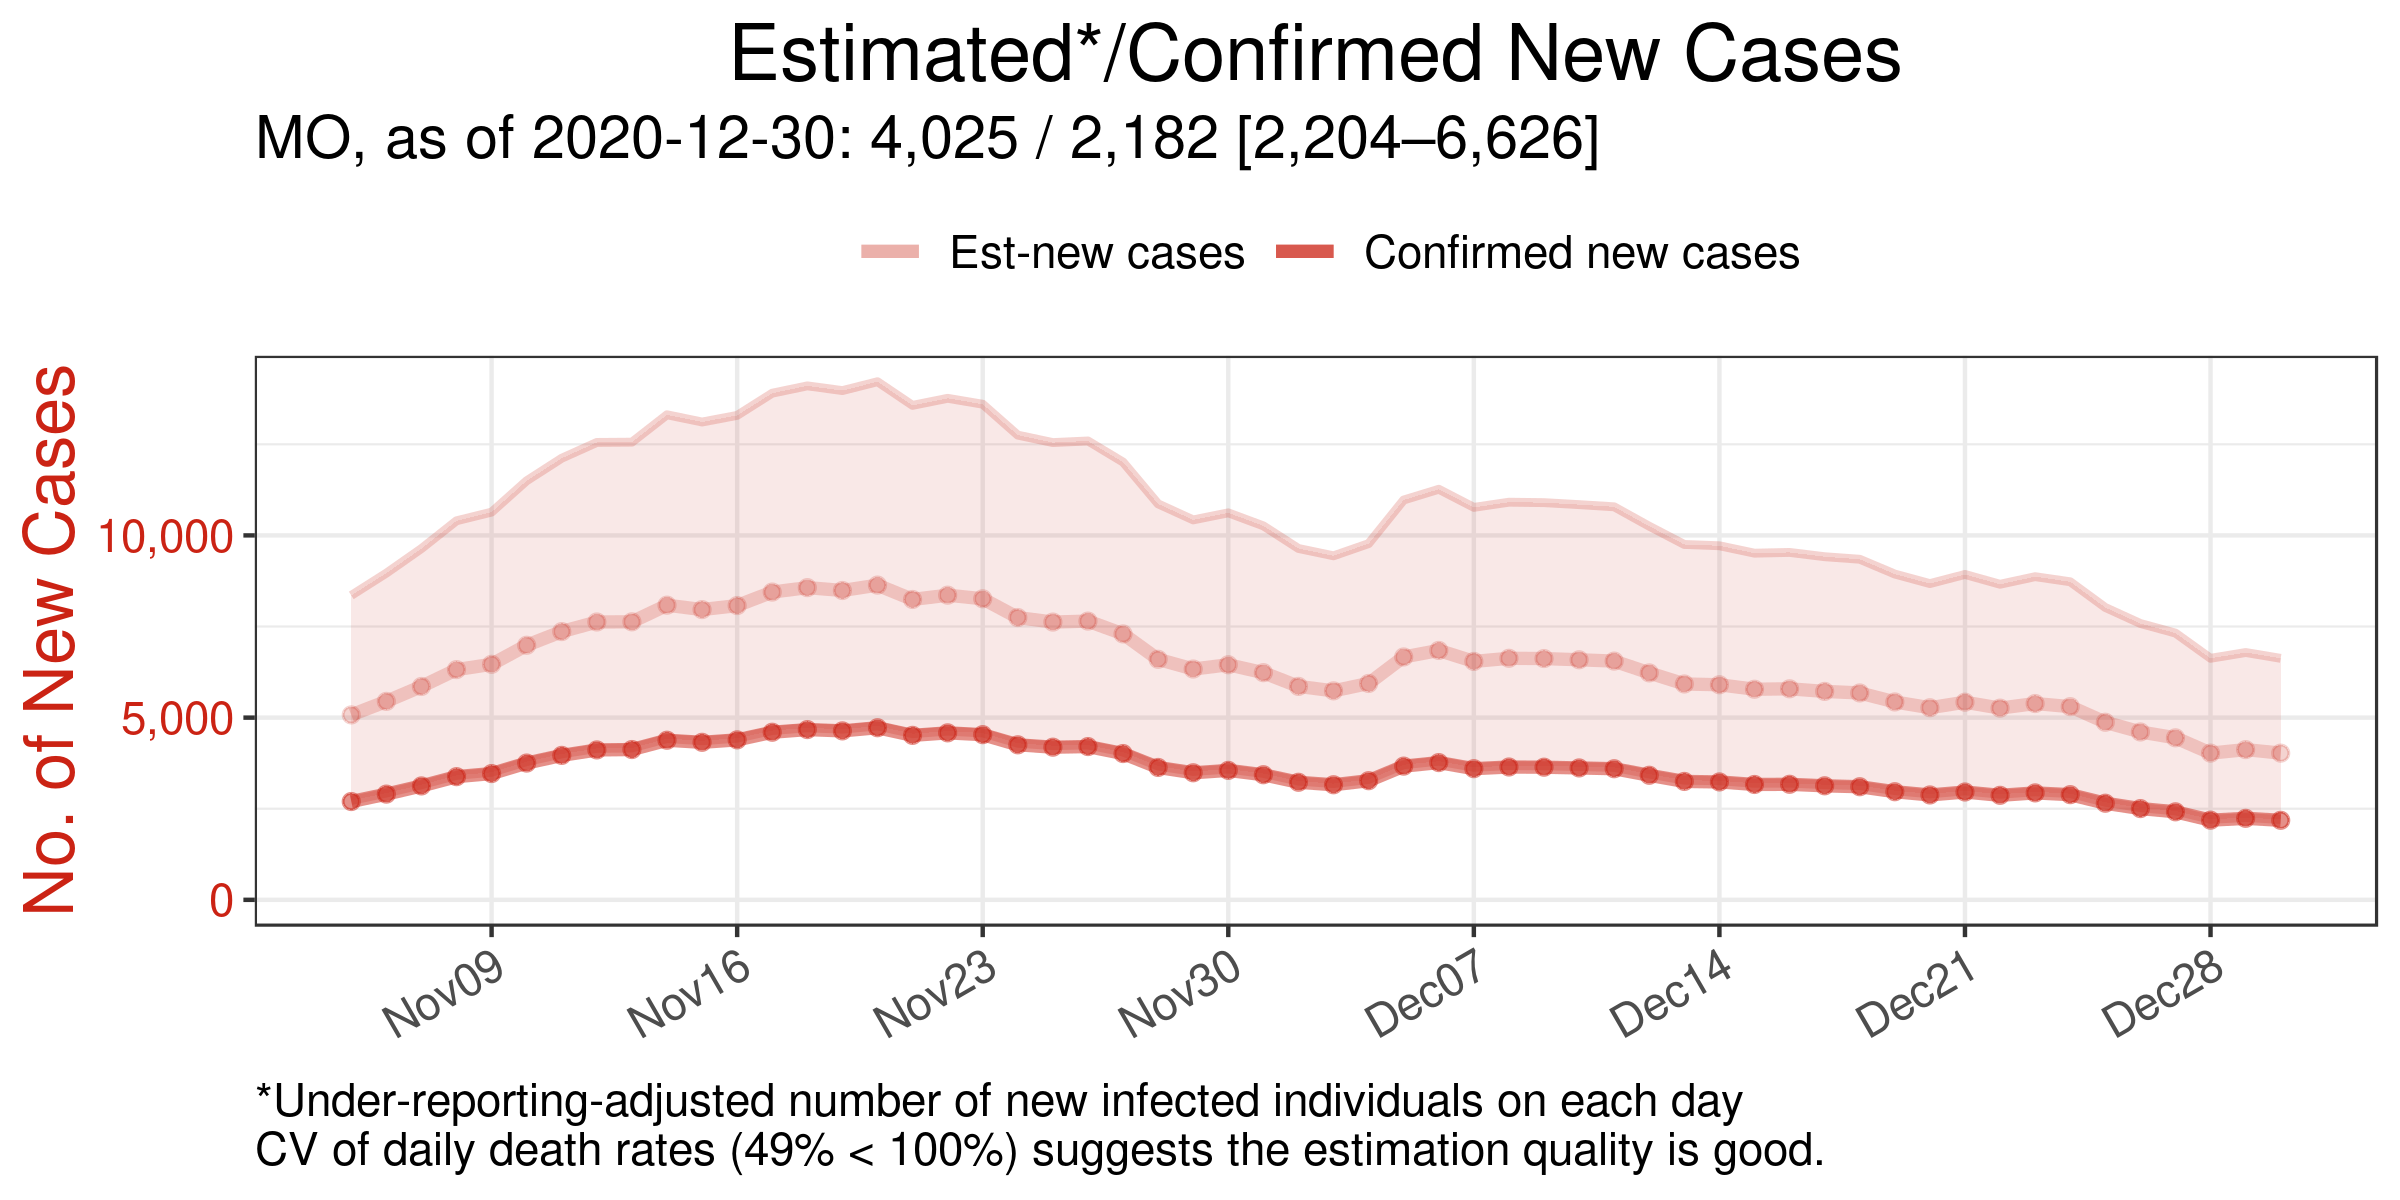 Estimated*/Confirmed New Cases
MO, as of 2020-12-30: 4,025 / 2,182 [2,204–6,626]
Est-new cases Confirmed new cases
No. of New Cases
10,000
5,000
0
Nov09 Nov16 Nov23 Nov30 Dec07 Dec14 Dec21 Dec28
*Under-reporting-adjusted number of new infected individuals on each day
CV of daily death rates (49% < 100%) suggests the estimation quality is good.